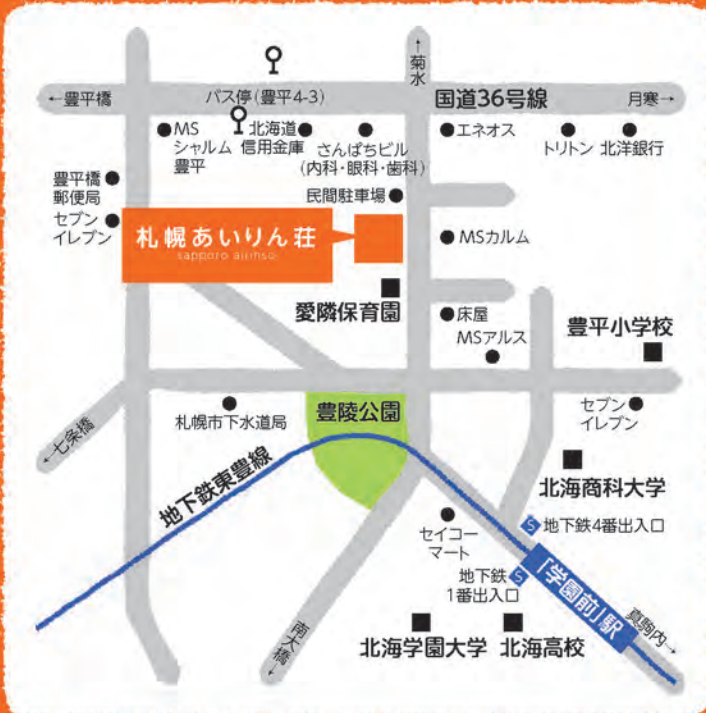 ↑菊水
←豊平橋
バス停(豊平4-3)
国道36号線
月寒→
MS
シャルム
豊平
北海道
信用金庫
さんぱちビル
(内科・眼科・歯科)
エネオス
トリトン
北洋銀行
豊平橋
郵便局
民間駐車場
セブン
イレブン
札幌あいりん荘
sapporo airinso
MSカルム
愛隣保育園
床屋
MSアルス
豊平小学校
札幌市下水道局
豊陵公園
セブン
イレブン
←七条橋
地下鉄東豊線
北海商科大学
セイコー
マート
S 地下鉄4番出入口
地下鉄 S
1番出入口
「学園前」駅
南大橋→
北海学園大学
北海高校
真駒内→